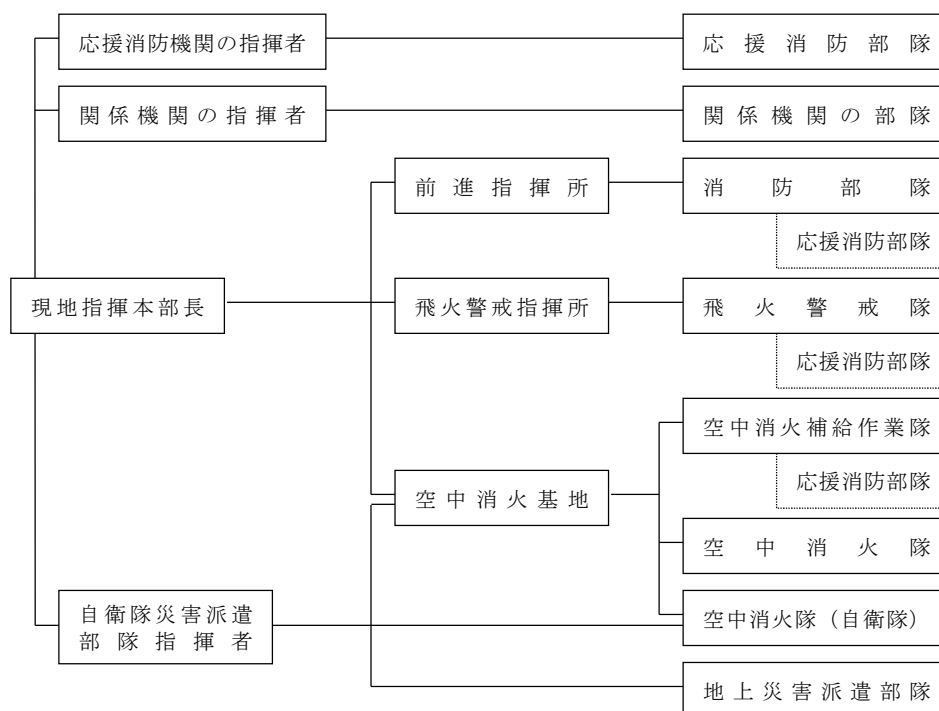 応援消防機関の指揮者
応援消防部隊
関係機関の指揮者
関係機関の部隊
前進指揮所
消防部隊
応援消防部隊
現地指揮本部長
飛火警戒指揮所
飛火警戒隊
応援消防部隊
空中消火補給作業隊
空中消火基地
応援消防部隊
空中消火隊
自衛隊災害派遣
部隊指揮者
空中消火隊（自衛隊）
地上災害派遣部隊